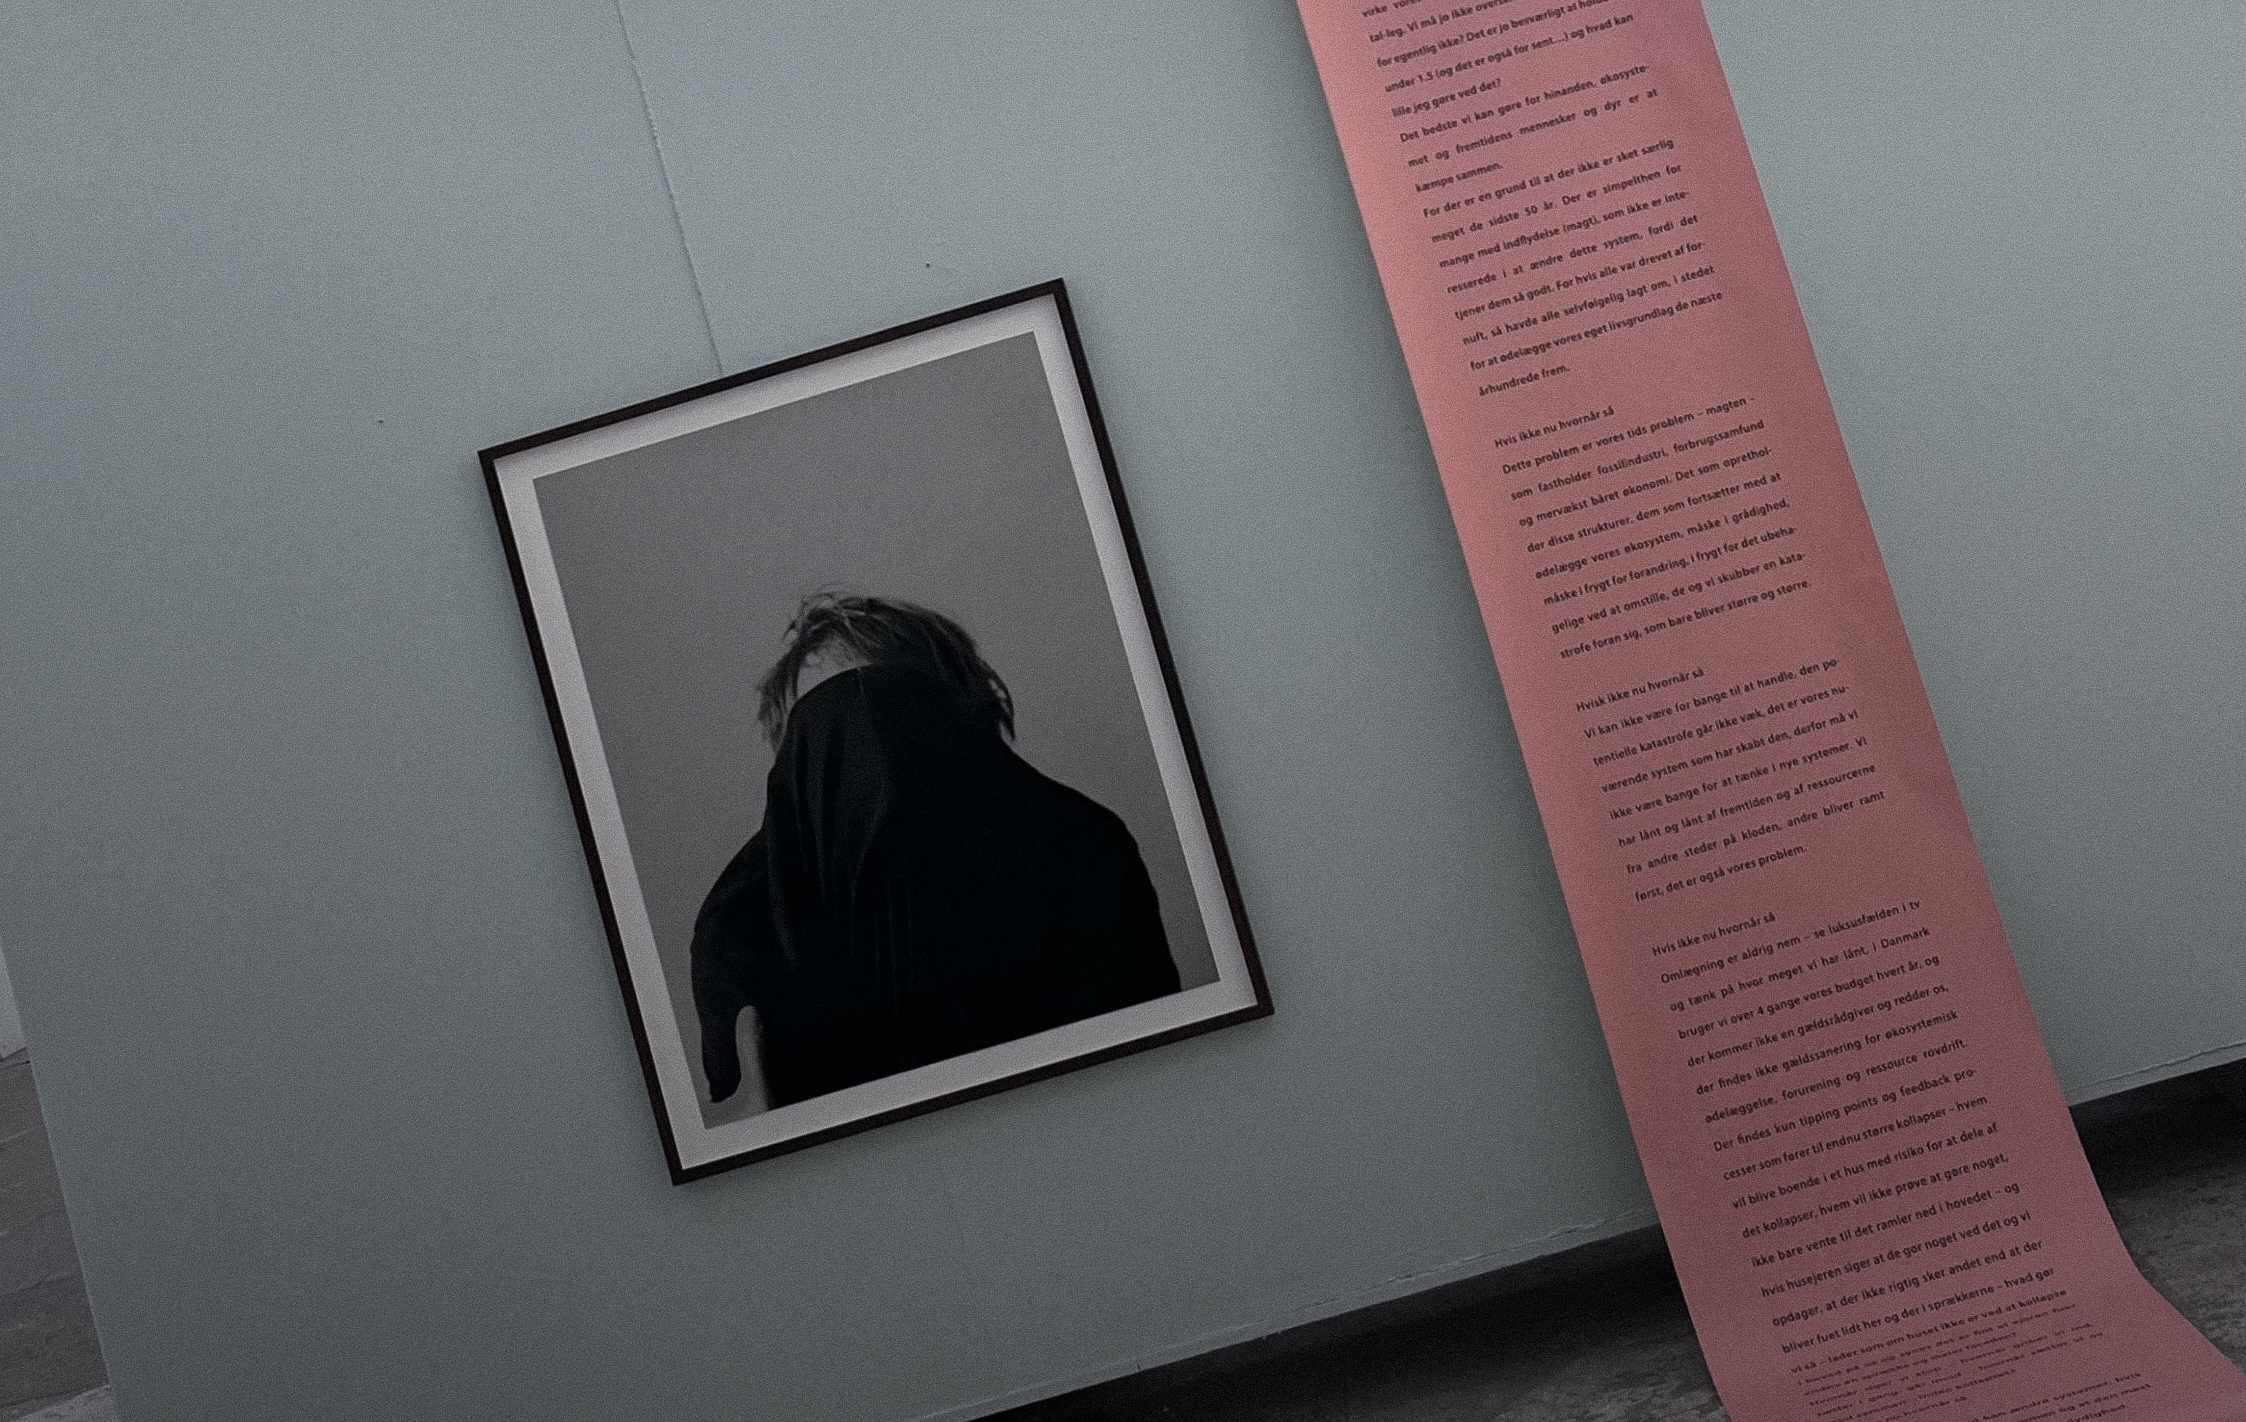 virke vores
tal-leg. Vi må jo ikke
for egentlig ikke? Det er jo besværligt at
under 1.5 (og det er også for sent...) og hvad kan
lille jeg gøre ved det?
Det bedste vi kan gøre for hinanden, økosyste-
met og fremtidens mennesker og dyr er at
kæmpe sammen.
For der er en grund til at der ikke er sket særlig
meget de sidste 50 år. Der er simpelthen for
mange med indflydelse (magt), som ikke er inte-
resserede i at ændre dette system, fordi det
tjener dem så godt. For hvis alle var drevet af for-
nuft, så havde alle selvfølgelig lagt om, i stedet
for at ødelægge vores eget livsgrundlag de næste
århundrede frem.
Hvis ikke nu hvornår så
Dette problem er vores tids problem – magten –
som fastholder fossilindustri, forbrugssamfund
og mervækst båret økonomi. Det som oprethol-
der disse strukturer, dem som fortsætter med at
ødelægge vores økosystem, måske i grådighed,
måske i frygt for forandring, i frygt for det ubeha-
gelige ved at omstille, de og vi skubber en kata-
strofe foran sig, som bare bliver større og større.
Hvisk ikke nu hvornår så
Vi kan ikke være for bange til at handle, den po-
tentielle katastrofe går ikke væk, det er vores nu-
værende system som har skabt den, derfor må vi
ikke være bange for at tænke i nye systemer. Vi
har lånt og lånt af fremtiden og af ressourcerne
fra andre steder på kloden, andre bliver ramt
først, det er også vores problem.
Hvis ikke nu hvornår så
Omlægning er aldrig nem – se luksusfælden i tv
og tænk på hvor meget vi har lånt, i Danmark
bruger vi over 4 gange vores budget hvert år, og
der kommer ikke en gældsrådgiver og redder os,
der findes ikke gældssanering for økosystemisk
ødelæggelse, forurening og ressource rovdrift.
Der findes kun tipping points og feedback pro-
cesser som fører til endnu større kollapser – hvem
vil blive boende i et hus med risiko for at dele af
det kollapser, hvem vil ikke prøve at gøre noget,
ikke bare vente til det ramler ned i hovedet – og
hvis husejeren siger at de gør noget ved det og vi
opdager, at der ikke rigtig sker andet end at der
bliver fuet lidt her og der i sprækkerne – hvad gør
vi så – lader som om huset ikke er ved at kollapse